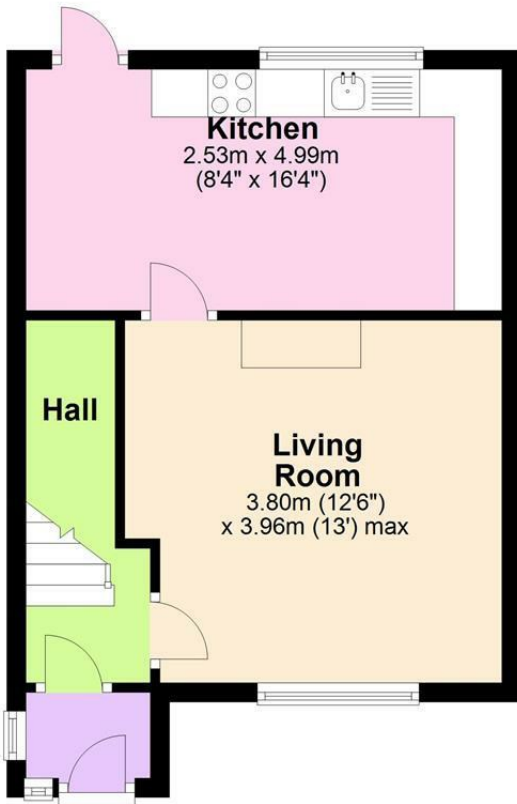 Kitchen
2.53m x 4.99m
(8'4" x 16'4")
Hall
Living
Room
3.80m (12'6")
x 3.96m (13') max